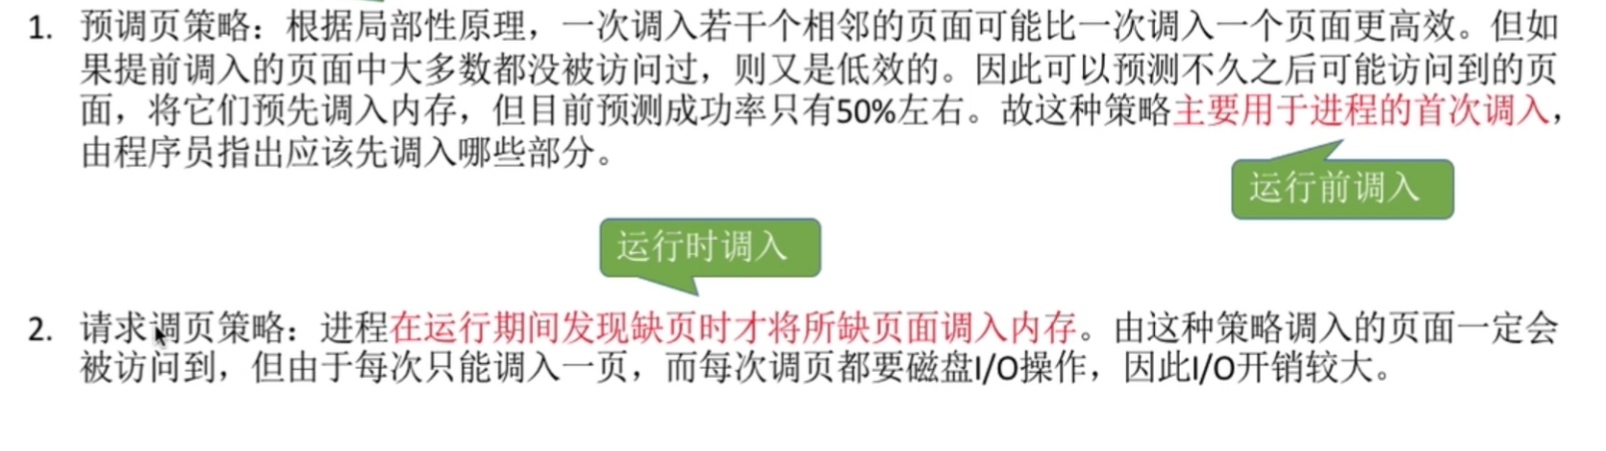 1. 预调页策略：根据局部性原理，一次调入若干个相邻的页面可能比一次调入一个页面更高效。但如
果提前调入的页面中大多数都没被访问过，则又是低效的。因此可以预测不久之后可能访问到的页
面，将它们预先调入内存，但目前预测成功率只有50%左右。故这种策略主要用于进程的首次调入，
由程序员指出应该先调入哪些部分。
运行前调入
运行时调入
2. 请求调页策略：进程在运行期间发现缺页时才将所缺页面调入内存。由这种策略调入的页面一定会
被访问到，但由于每次只能调入一页，而每次调页都要磁盘I/O操作，因此I/O开销较大。